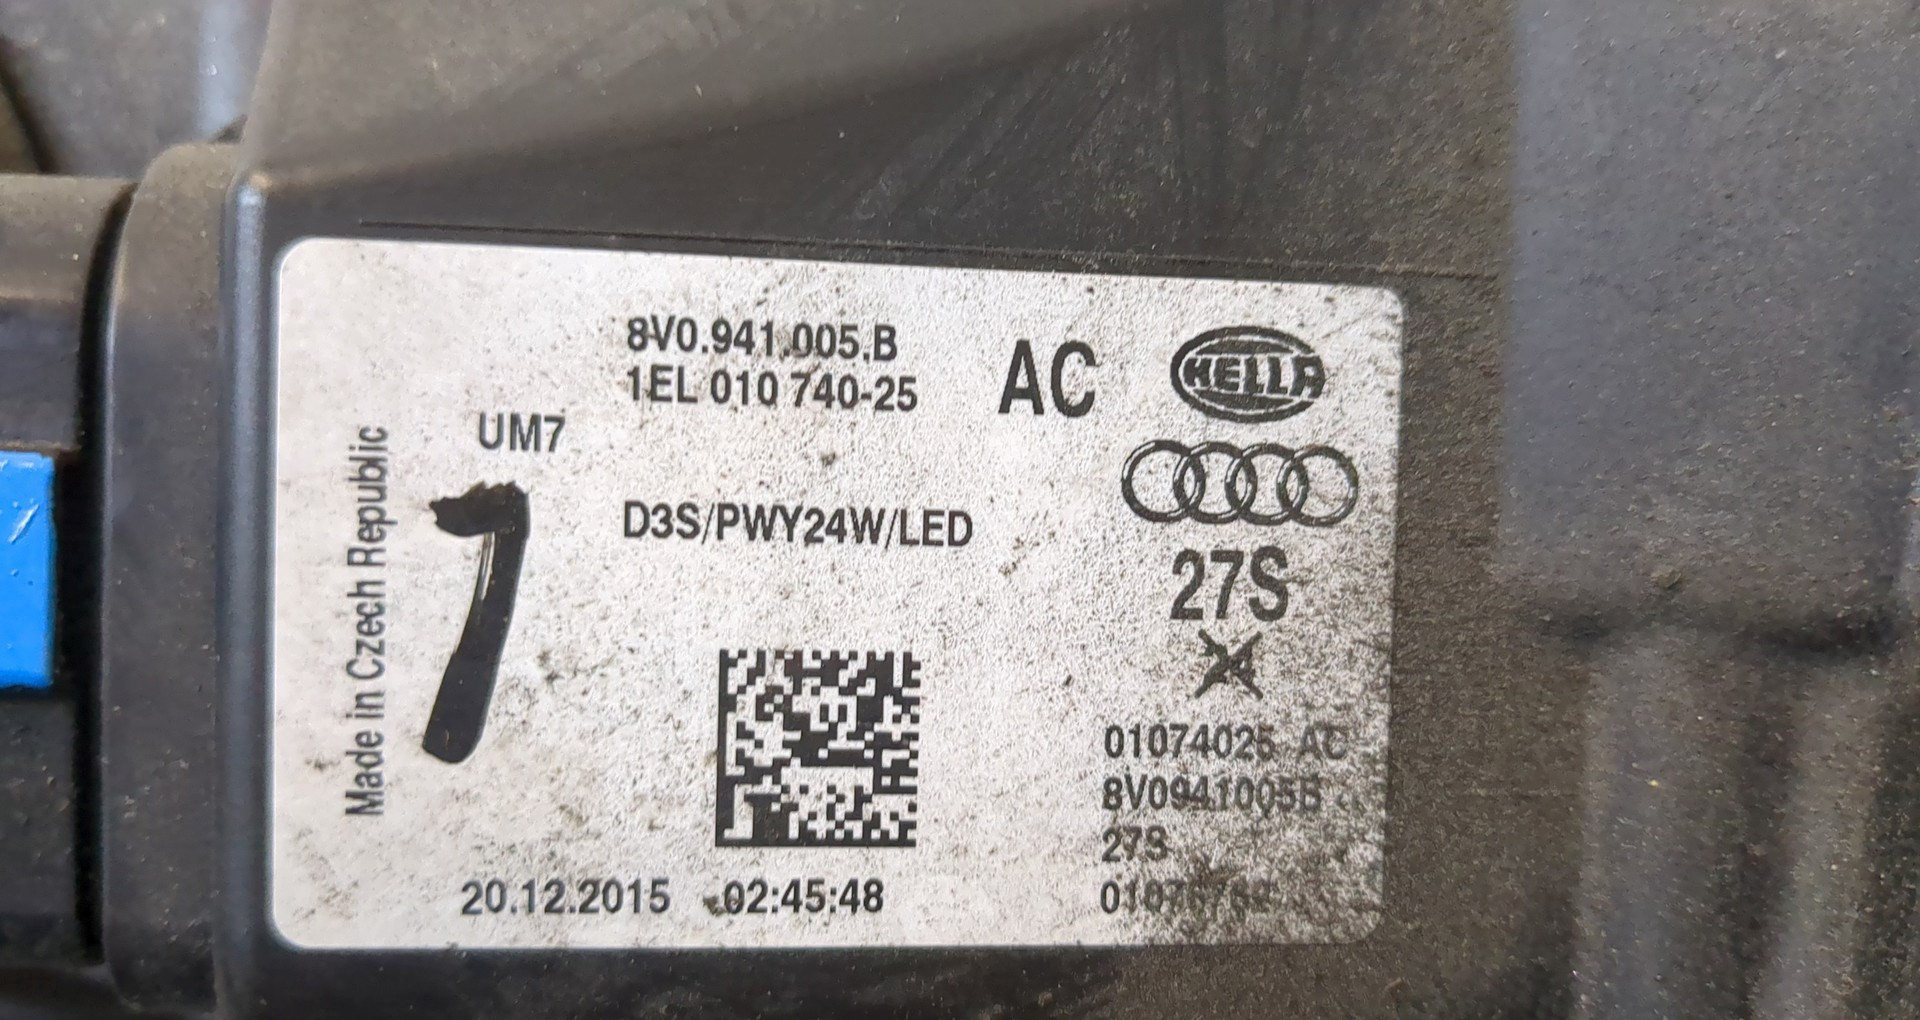 8V0.941.005.B
1EL 010 740-25
AC
HELLA
UM7
Made in Czech Republic
D3S/PWY24W/LED
27S
01074025 AC
8V0941005B
27S
20.12.2015 02:45:48